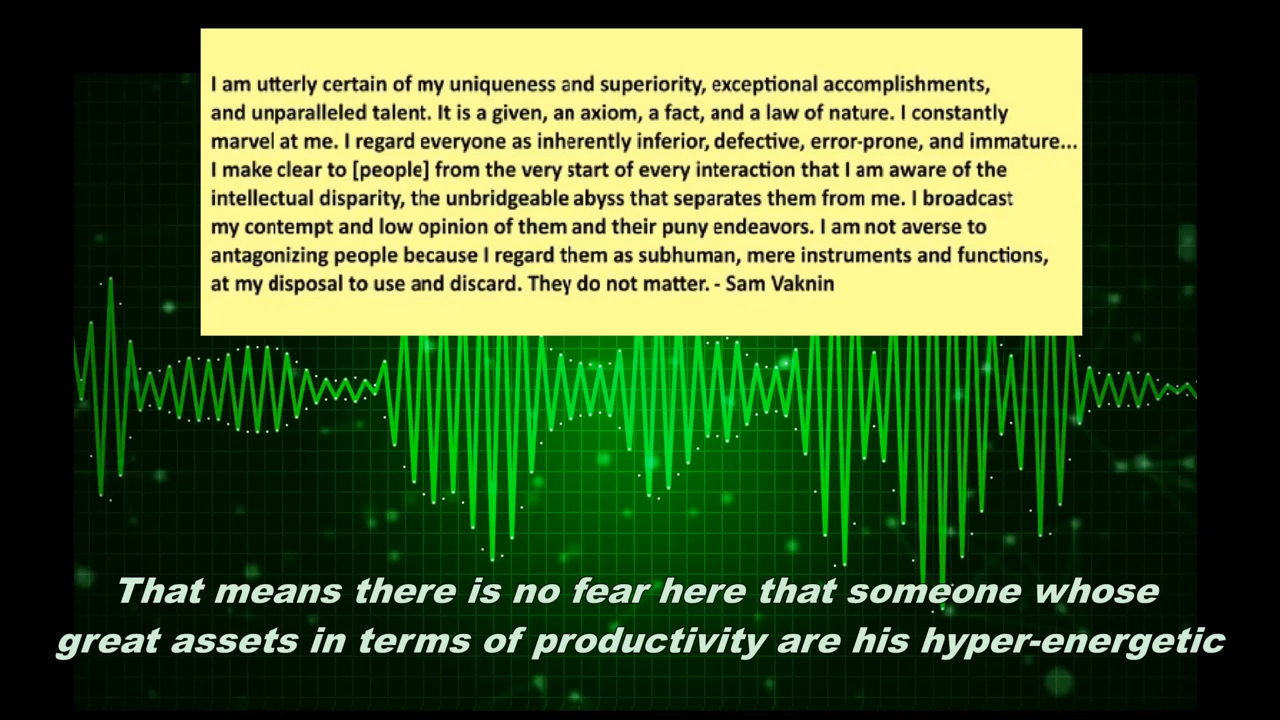 I am utterly certain of my uniqueness and superiority, exceptional accomplishments,
and unparalleled talent. It is a given, an axiom, a fact, and a law of nature. I constantly
marvel at me. I regard everyone as inherently inferior, defective, error-prone, and immature...
I make clear to [people] from the very start of every interaction that I am aware of the
intellectual disparity, the unbridgeable abyss that separates them from me. I broadcast
my contempt and low opinion of them and their puny endeavors. I am not averse to
antagonizing people because I regard them as subhuman, mere instruments and functions,
at my disposal to use and discard. They do not matter. - Sam Vaknin
That means there is no fear here that someone whose
great assets in terms of productivity are his hyper-energetic